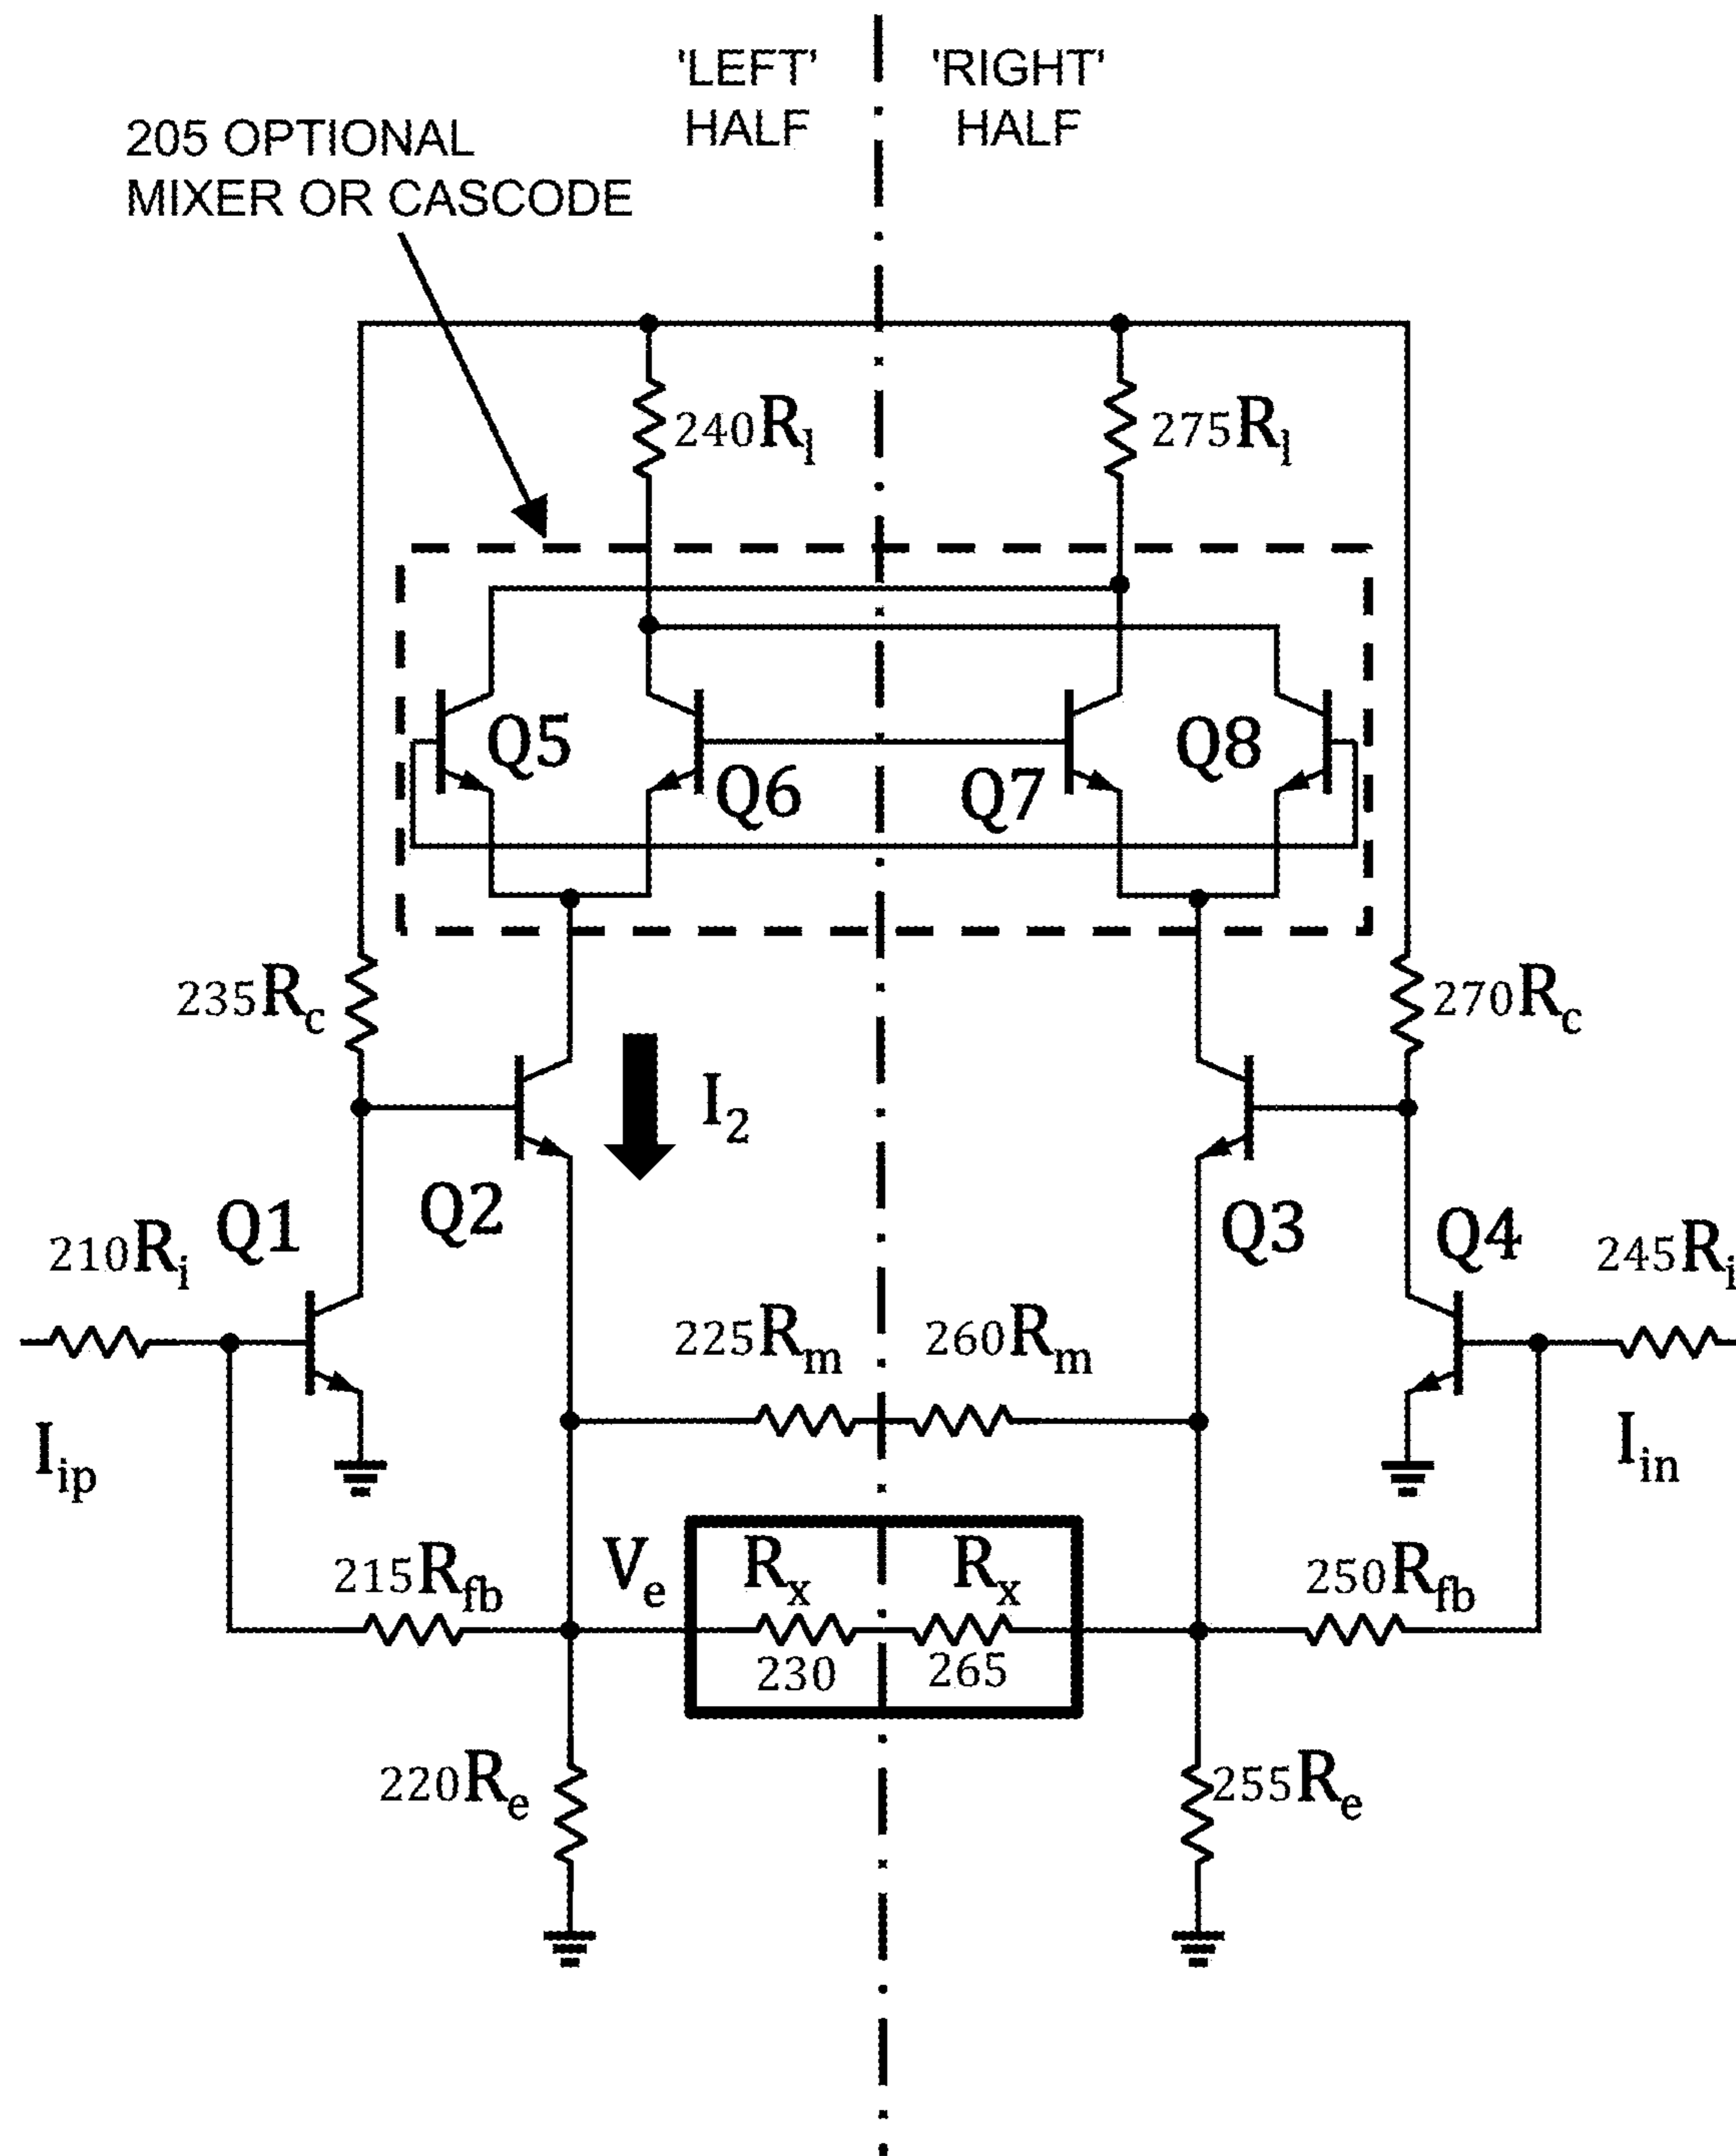 'LEFT'
HALF
'RIGHT'
HALF
205 OPTIONAL
MIXER OR CASCODE
240Rl
275Rl
Q5
Q6
Q7
Q8
235Rc
270Rc
I2
Q2
Q3
Q1
Q4
210Ri
245Ri
225Rm
260Rm
Iip
Iin
215Rfb
Ve
Rx
Rx
250Rfb
230
265
220Re
255Re